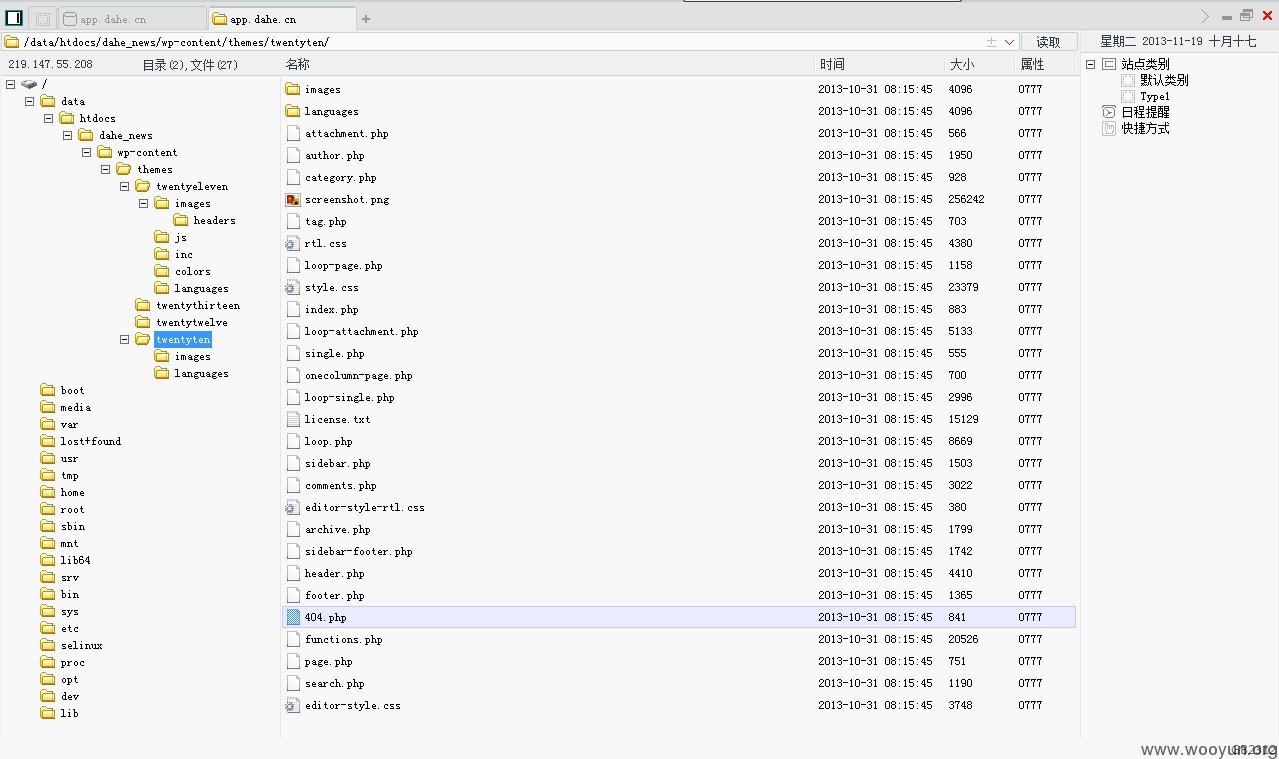 app.dahe.cn
app.dahe.cn
/data/htdocs/dahe_news/wp-content/themes/twentyten/
读取
星期二 2013-11-19 十月十七
219.147.55.208
目录(2),文件(27)
名称 时间 大小 属性
/
data
htdocs
dahe_news
wp-content
themes
twentyeleven
images
headers
js
inc
colors
languages
twentythirteen
twentytwelve
twentyten
images
languages
boot
media
var
lost+found
usr
tmp
home
root
sbin
mnt
lib64
srv
bin
sys
etc
selinux
proc
opt
dev
lib
images 2013-10-31 08:15:45 4096 0777
languages 2013-10-31 08:15:45 4096 0777
attachment.php 2013-10-31 08:15:45 566 0777
author.php 2013-10-31 08:15:45 1950 0777
category.php 2013-10-31 08:15:45 928 0777
screenshot.png 2013-10-31 08:15:45 256242 0777
tag.php 2013-10-31 08:15:45 703 0777
rtl.css 2013-10-31 08:15:45 4380 0777
loop-page.php 2013-10-31 08:15:45 1158 0777
style.css 2013-10-31 08:15:45 23379 0777
index.php 2013-10-31 08:15:45 883 0777
loop-attachment.php 2013-10-31 08:15:45 5133 0777
single.php 2013-10-31 08:15:45 555 0777
onecolumn-page.php 2013-10-31 08:15:45 700 0777
loop-single.php 2013-10-31 08:15:45 2996 0777
license.txt 2013-10-31 08:15:45 15129 0777
loop.php 2013-10-31 08:15:45 8669 0777
sidebar.php 2013-10-31 08:15:45 1503 0777
comments.php 2013-10-31 08:15:45 3022 0777
editor-style-rtl.css 2013-10-31 08:15:45 380 0777
archive.php 2013-10-31 08:15:45 1799 0777
sidebar-footer.php 2013-10-31 08:15:45 1742 0777
header.php 2013-10-31 08:15:45 4410 0777
footer.php 2013-10-31 08:15:45 1365 0777
404.php 2013-10-31 08:15:45 841 0777
functions.php 2013-10-31 08:15:45 20526 0777
page.php 2013-10-31 08:15:45 751 0777
search.php 2013-10-31 08:15:45 1190 0777
editor-style.css 2013-10-31 08:15:45 3748 0777
站点类别
默认类别
Type1
日程提醒
快捷方式
www.wooyun.org